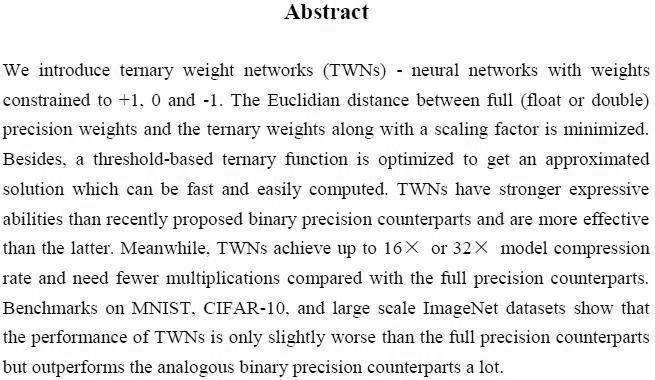 Abstract
We introduce ternary weight networks (TWNs) - neural networks with weights
constrained to +1, 0 and -1. The Euclidian distance between full (float or double)
precision weights and the ternary weights along with a scaling factor is minimized.
Besides, a threshold-based ternary function is optimized to get an approximated
solution which can be fast and easily computed. TWNs have stronger expressive
abilities than recently proposed binary precision counterparts and are more effective
than the latter. Meanwhile, TWNs achieve up to 16× or 32× model compression
rate and need fewer multiplications compared with the full precision counterparts.
Benchmarks on MNIST, CIFAR-10, and large scale ImageNet datasets show that
the performance of TWNs is only slightly worse than the full precision counterparts
but outperforms the analogous binary precision counterparts a lot.